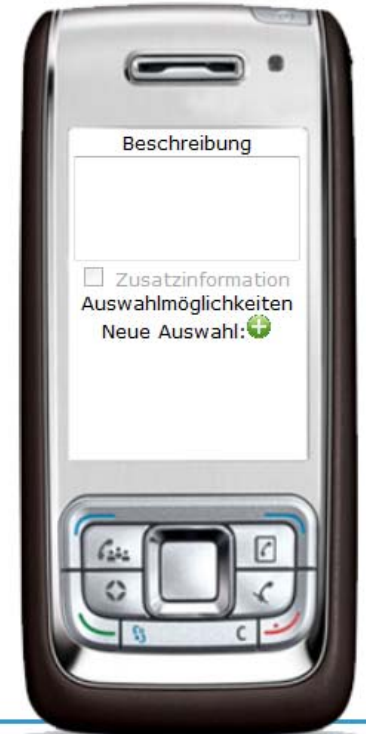 Beschreibung
Zusatzinformation
Auswahlmöglichkeiten
Neue Auswahl:
C